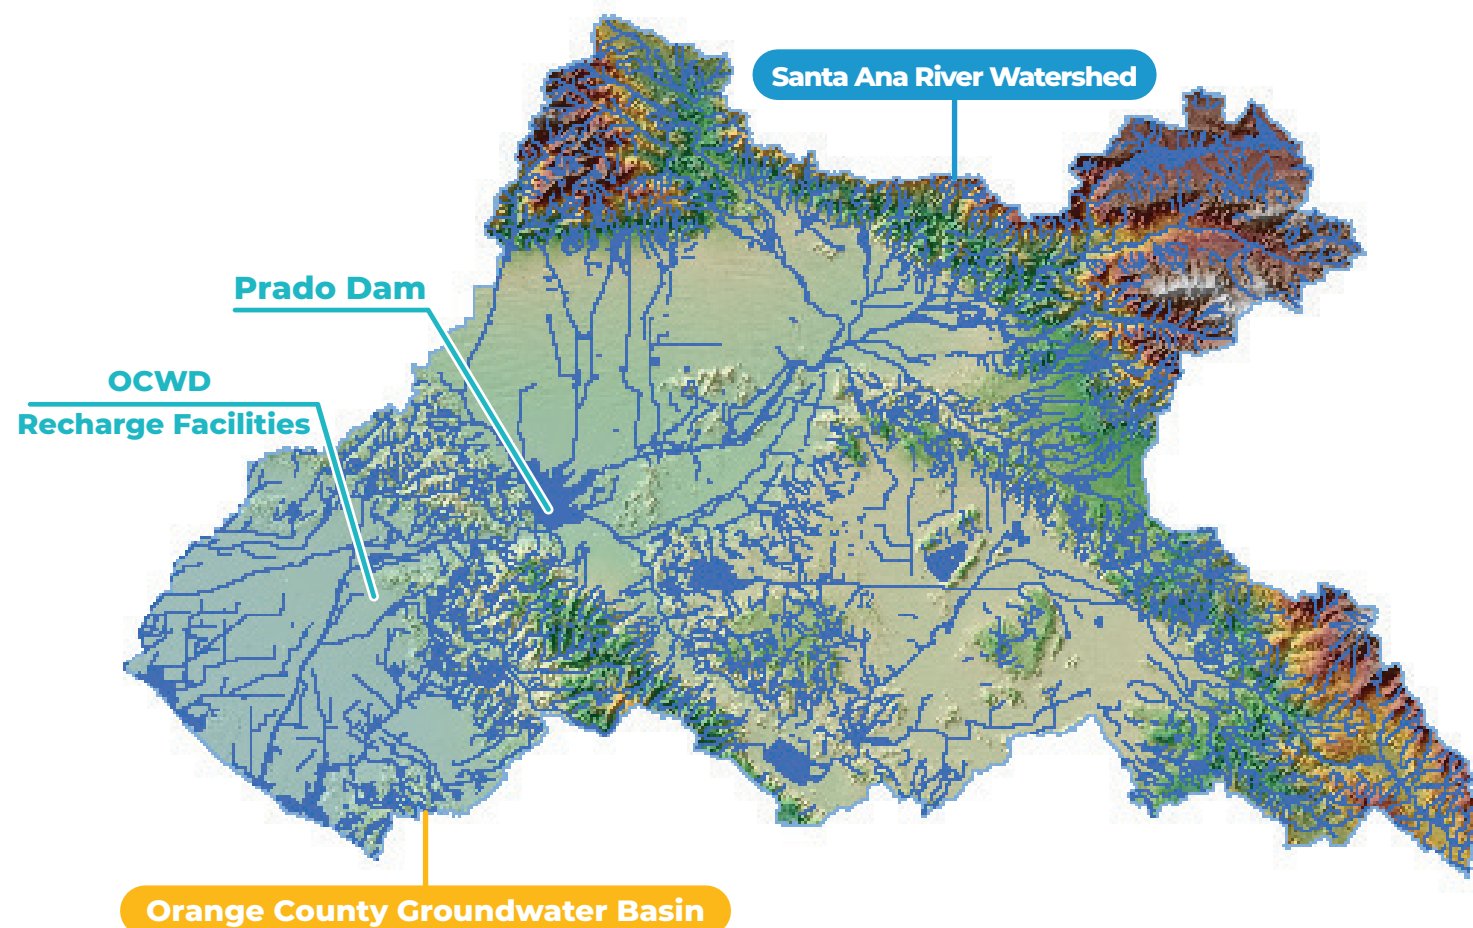 Santa Ana River Watershed
Prado Dam
OCWD
Recharge Facilities
Orange County Groundwater Basin